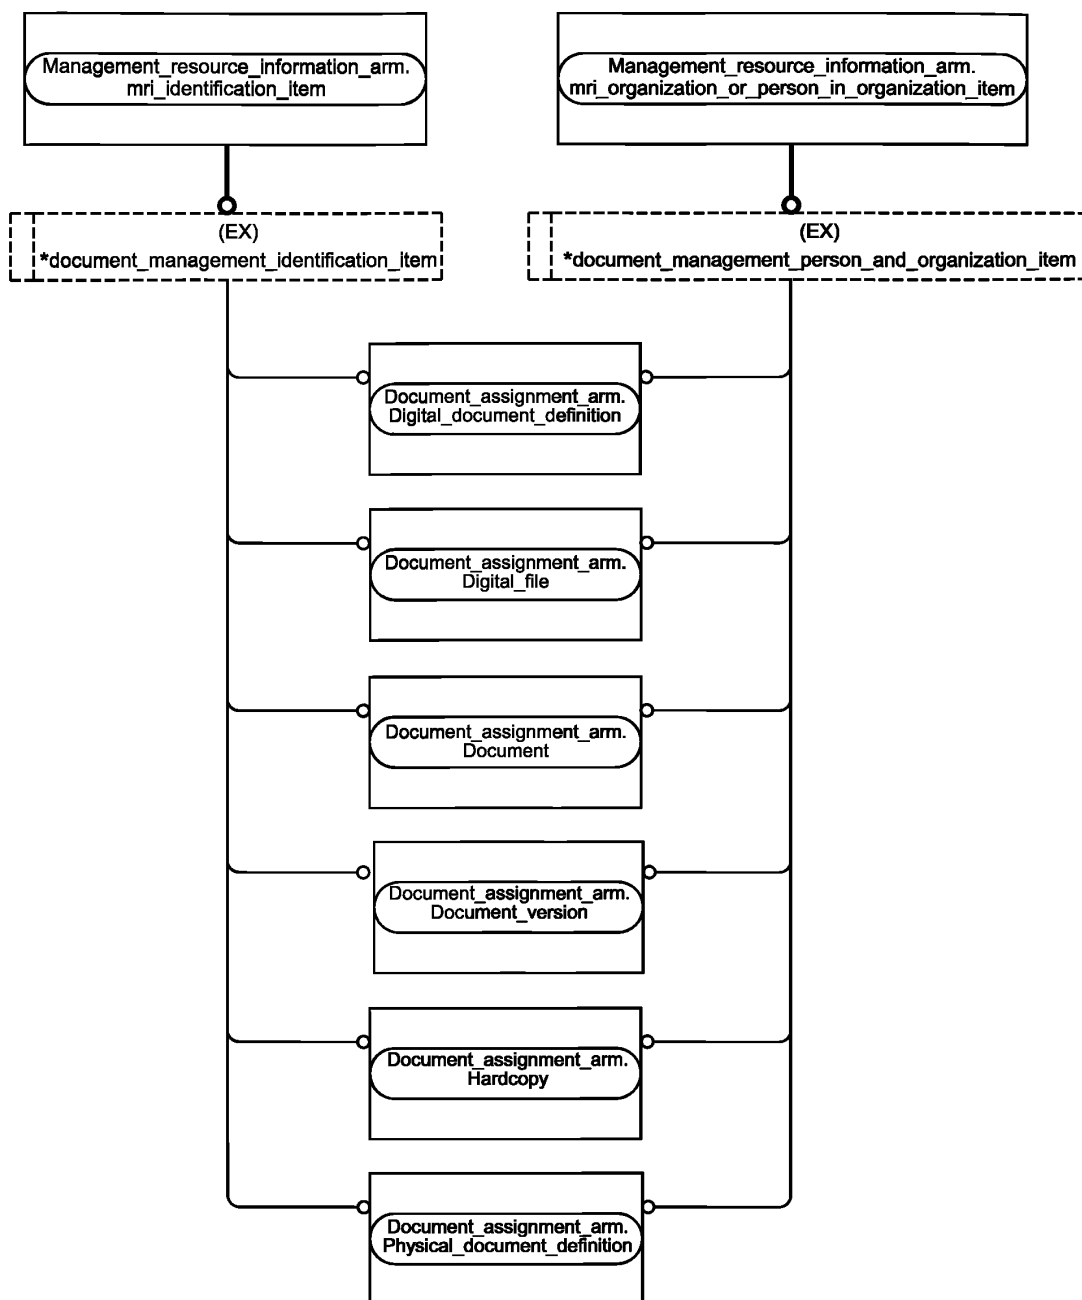 Management_resource_information_arm.
mri_identification_item
Management_resource_information_arm.
mri_organization_or_person_in_organization_item
(EX)
*document_management_identification_item
(EX)
*document_management_person_and_organization_item
Document_assignment_arm.
Digital_document_definition
Document_assignment_arm.
Digital_file
Document_assignment_arm.
Document
Document_assignment_arm.
Document_version
Document_assignment_arm.
Hardcopy
Document_assignment_arm.
Physical_document_definition